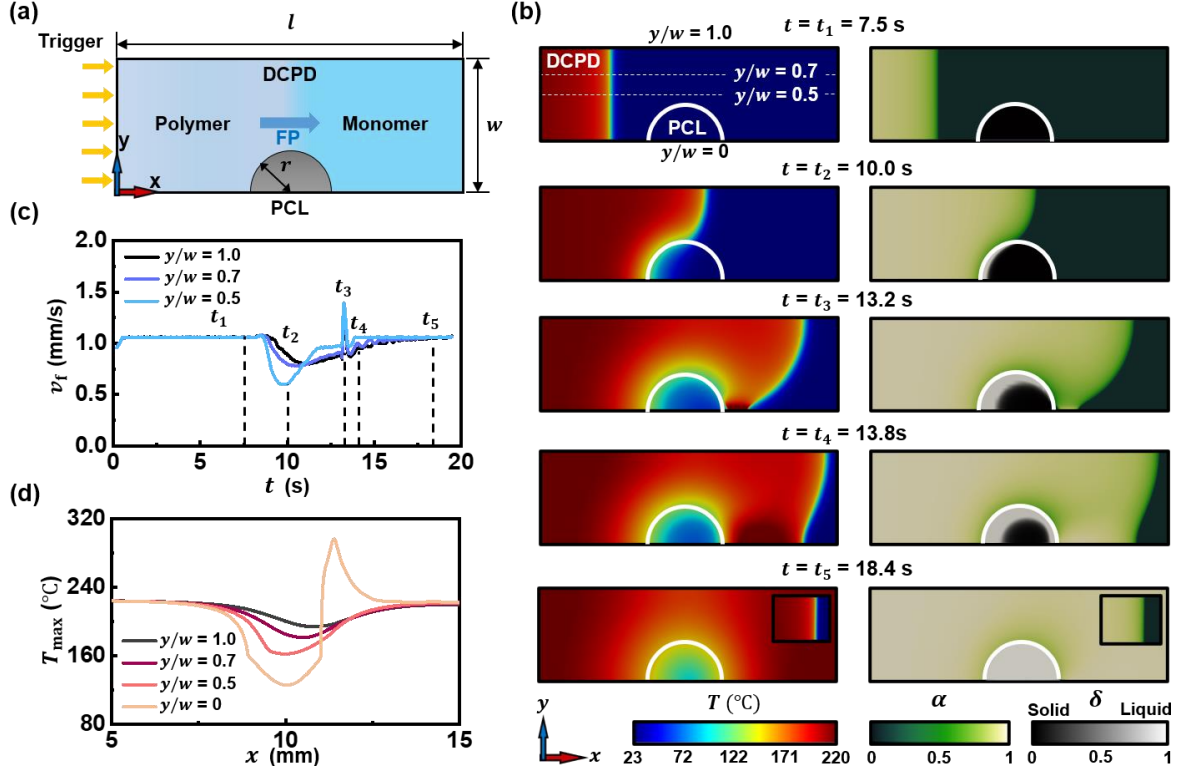 (a)
l
Trigger
DCPD
Polymer
Monomer
FP
w
y
r
x
PCL
(b)
t = t₁ = 7.5 s
y/w = 1.0
DCPD
y/w = 0.7
y/w = 0.5
PCL
y/w = 0
t = t₂ = 10.0 s
t = t₃ = 13.2 s
t = t₄ = 13.8s
t = t₅ = 18.4 s
y
x
T (°C)
23 72 122 171 220
α
0 0.5 1
Solid δ Liquid
0 0.5 1
(c)
2.0
1.5
1.0
0.5
0.0
v_f (mm/s)
y/w = 1.0
y/w = 0.7
y/w = 0.5
t₁
t₂
t₃
t₄
t₅
0 5 10 15 20
t (s)
(d)
320
240
160
80
T_max (°C)
y/w = 1.0
y/w = 0.7
y/w = 0.5
y/w = 0
5 10 15
x (mm)